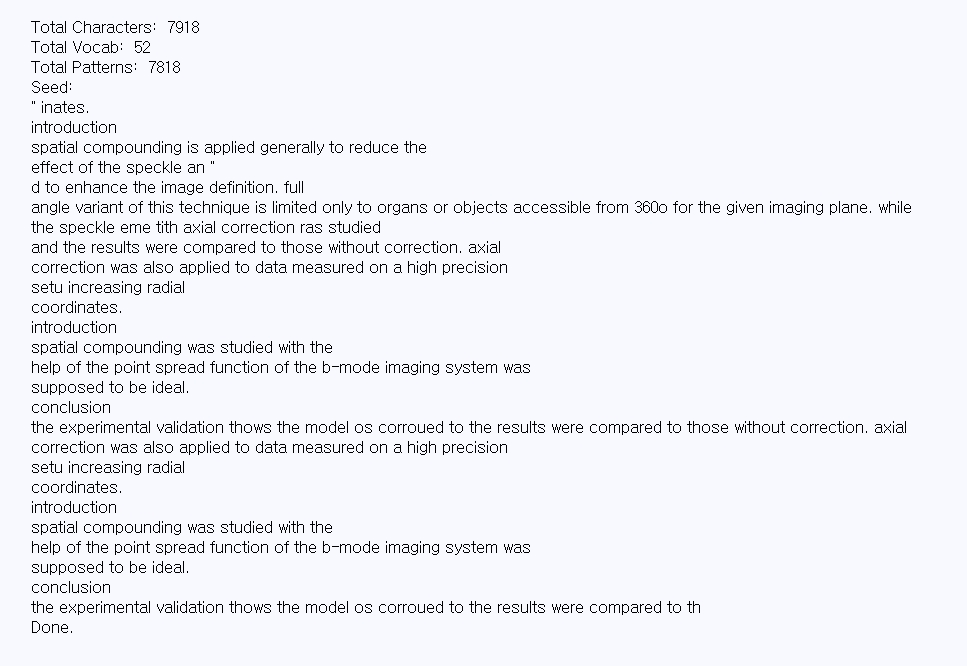 Total Characters:  7918
Total Vocab:  52
Total Patterns:  7818
Seed:
" inates.
introduction
spatial compounding is applied generally to reduce the
effect of the speckle an "
d to enhance the image definition. full
angle variant of this technique is limited only to organs or objects accessible from 360o for the given imaging plane. while
the speckle eme tith axial correction ras studied
and the results were compared to those without correction. axial
correction was also applied to data measured on a high precision
setu increasing radial
coordinates.
introduction
spatial compounding was studied with the
help of the point spread function of the b-mode imaging system was
supposed to be ideal.
conclusion
the experimental validation thows the model os corroued to the results were compared to those without correction. axial
correction was also applied to data measured on a high precision
setu increasing radial
coordinates.
introduction
spatial compounding was studied with the
help of the point spread function of the b-mode imaging system was
supposed to be ideal.
conclusion
the experimental validation thows the model os corroued to the results were compared to th
Done.